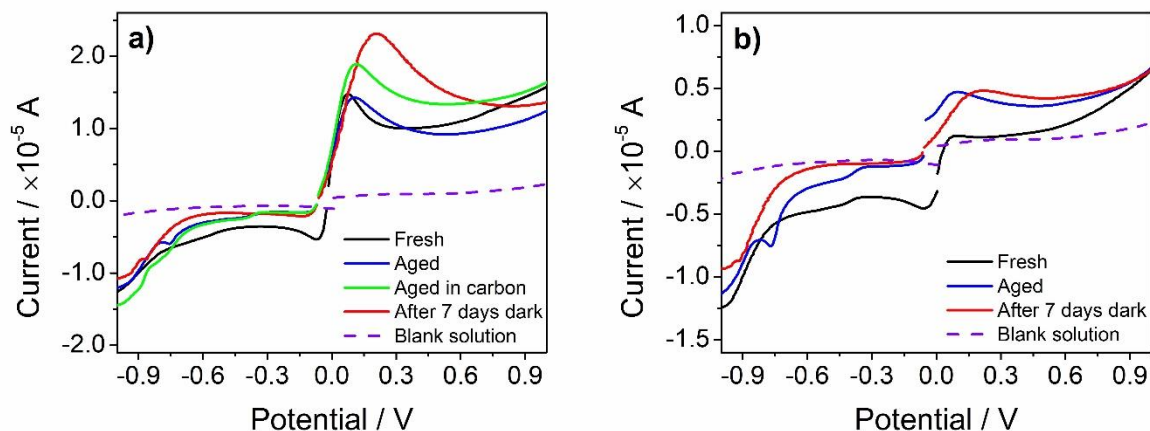 a)
Current / ×10⁻⁵ A
2.0
1.0
0.0
-1.0
-2.0
Fresh
Aged
Aged in carbon
After 7 days dark
Blank solution
-0.9 -0.6 -0.3 0.0 0.3 0.6 0.9
Potential / V
b)
Current / ×10⁻⁵ A
1.0
0.5
0.0
-0.5
-1.0
-1.5
Fresh
Aged
After 7 days dark
Blank solution
-0.9 -0.6 -0.3 0.0 0.3 0.6 0.9
Potential / V